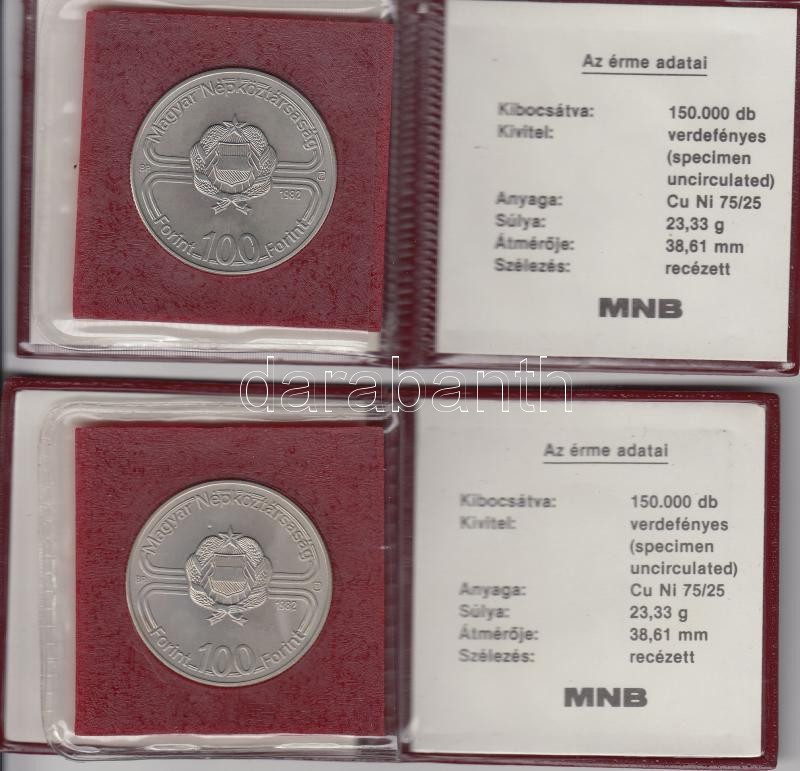 Magyar Népköztársaság
BP.
1982
Forint 100 Forint
Az érme adatai
Kibocsátva: 150.000 db
Kivitel: verdefényes
(specimen
uncirculated)
Anyaga: Cu Ni 75/25
Súlya: 23,33 g
Átmérője: 38,61 mm
Szélezés: recézett
MNB
darabanth
Magyar Népköztársaság
BP.
1982
Forint 100 Forint
Az érme adatai
Kibocsátva: 150.000 db
Kivitel: verdefényes
(specimen
uncirculated)
Anyaga: Cu Ni 75/25
Súlya: 23,33 g
Átmérője: 38,61 mm
Szélezés: recézett
MNB